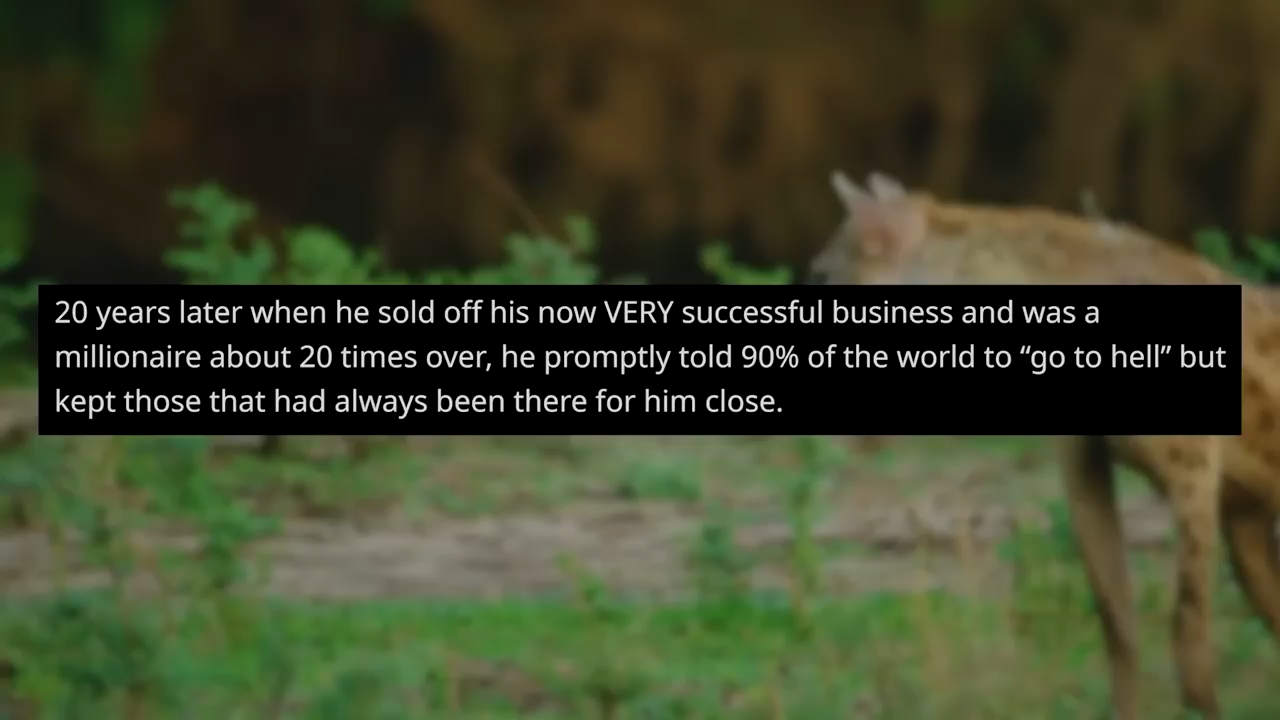 20 years later when he sold off his now VERY successful business and was a
millionaire about 20 times over, he promptly told 90% of the world to “go to hell” but
kept those that had always been there for him close.